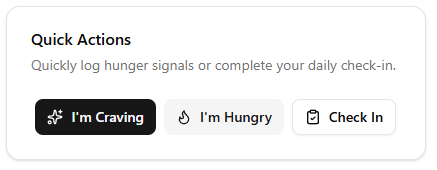 Quick Actions
Quickly log hunger signals or complete your daily check-in.
I'm Craving I'm Hungry Check In